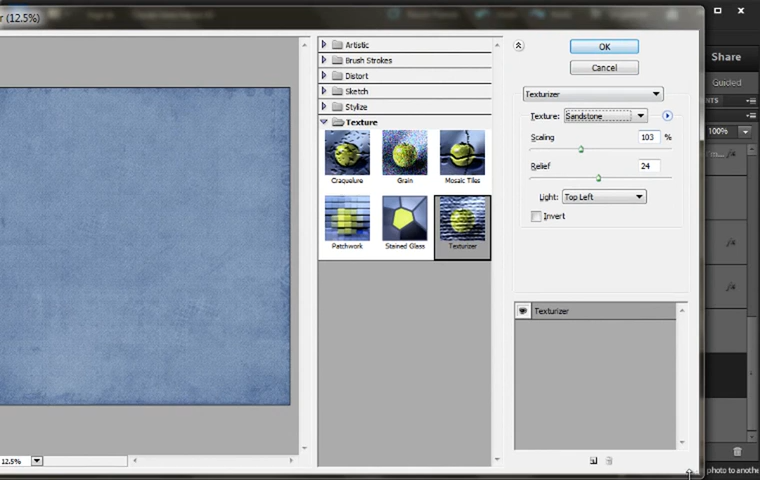 r (12.5%)
Share
Guided
100%
Artistic
Brush Strokes
Distort
Sketch
Stylize
Texture
Craquelure
Grain
Mosaic Tiles
Patchwork
Stained Glass
Texturizer
OK
Cancel
Texturizer
Texture: Sandstone
Scaling 103 %
Relief 24
Light: Top Left
Invert
Texturizer
12.5%
photo to anothe